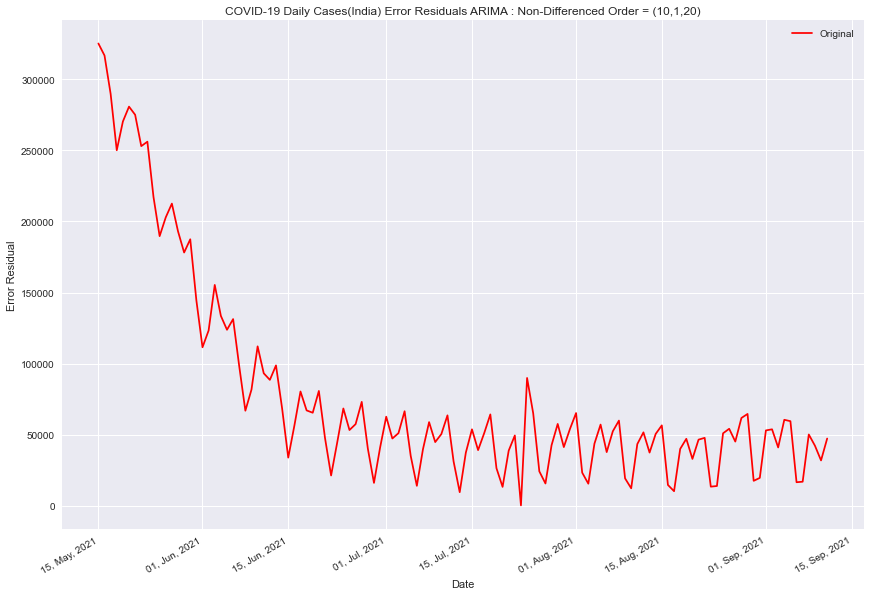 COVID-19 Daily Cases(India) Error Residuals ARIMA : Non-Differenced Order = (10,1,20)
Original
Error Residual
300000
250000
200000
150000
100000
50000
0
15, May, 2021
01, Jun, 2021
15, Jun, 2021
01, Jul, 2021
15, Jul, 2021
01, Aug, 2021
15, Aug, 2021
01, Sep, 2021
15, Sep, 2021
Date